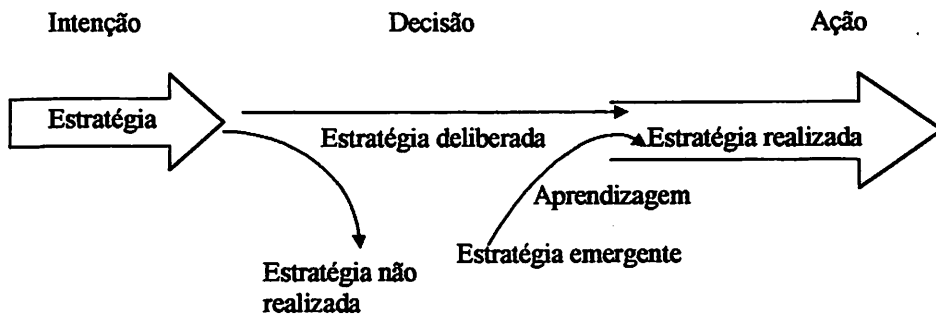 Intenção
Decisão
Ação
Estratégia
Estratégia deliberada
Estratégia realizada
Aprendizagem
Estratégia emergente
Estratégia não
realizada